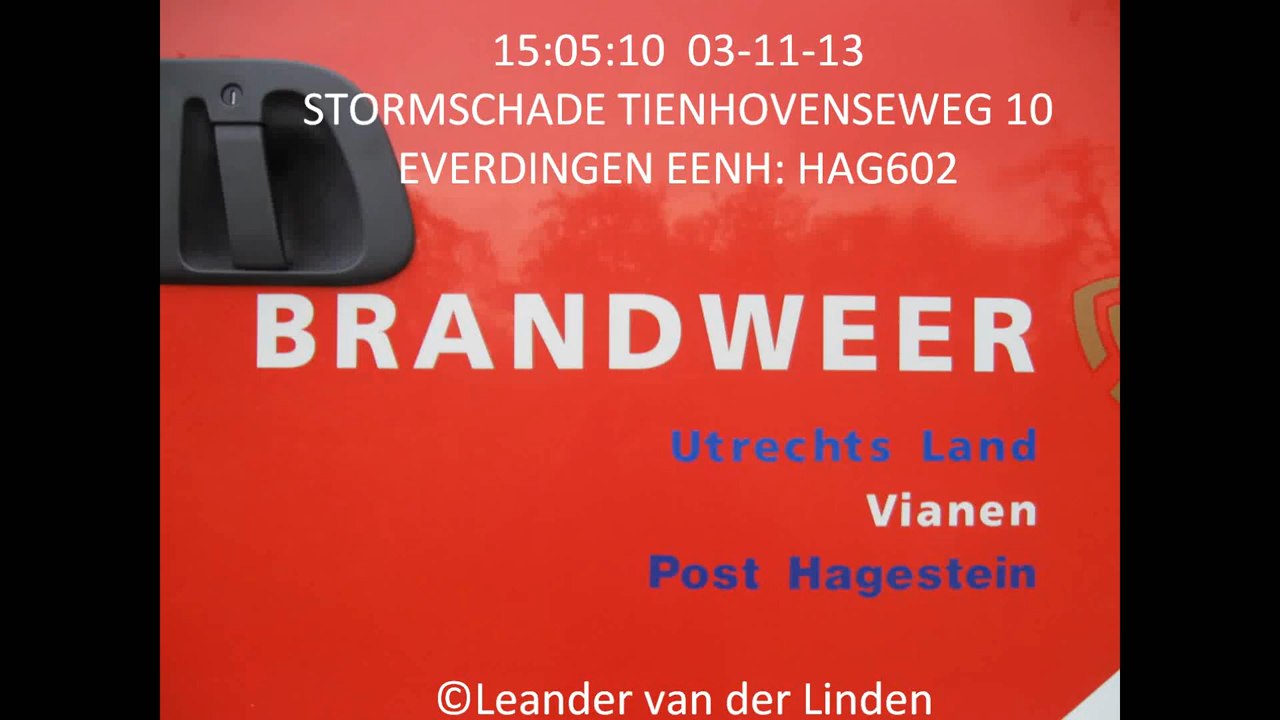 15:05:10 03-11-13
STORMSCHADE TIENHOVENSEWEG 10
EVERDINGEN EENH: HAG602
BRANDWEER
Utrechts Land
Vianen
Post Hagestein
©Leander van der Linden